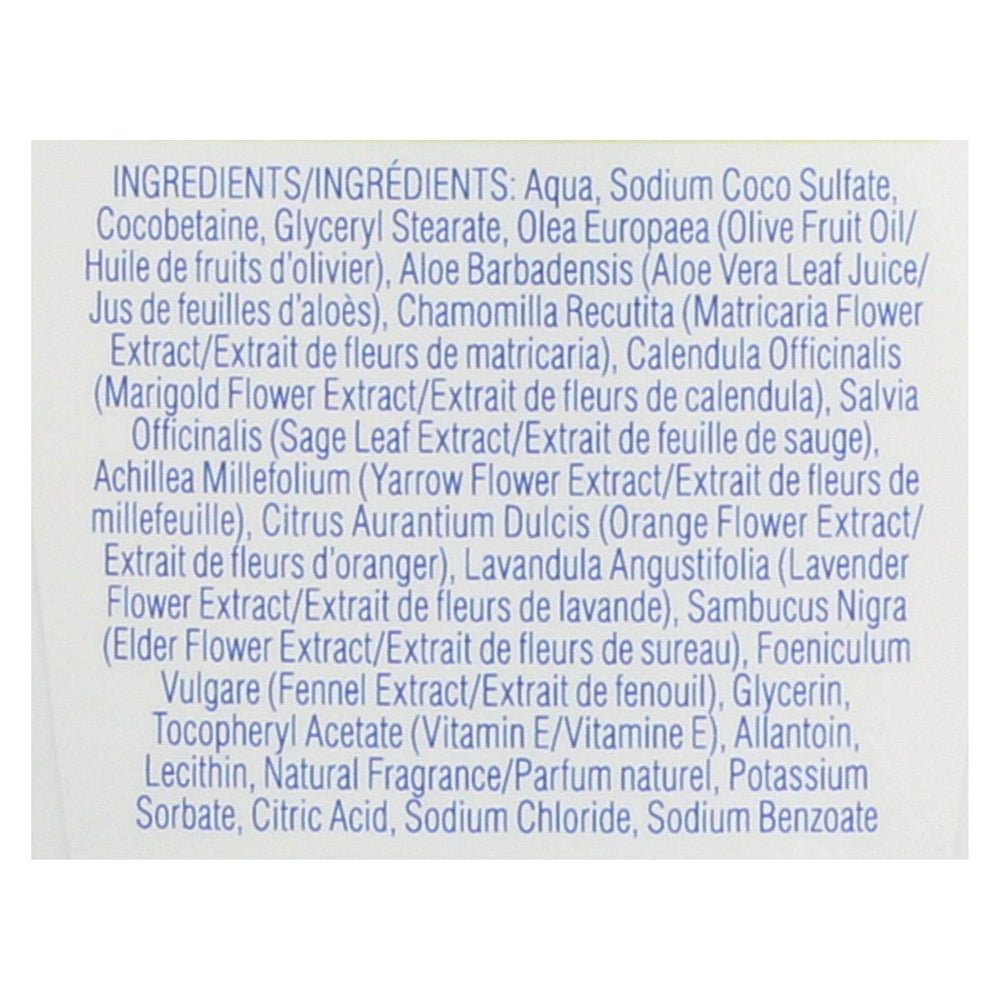 INGREDIENTS/INGRÉDIENTS: Aqua, Sodium Coco Sulfate,
Cocobetaine, Glyceryl Stearate, Olea Europaea (Olive Fruit Oil/
Huile de fruits d'olivier), Aloe Barbadensis (Aloe Vera Leaf Juice/
Jus de feuilles d'aloès), Chamomilla Recutita (Matricaria Flower
Extract/Extrait de fleurs de matricaria), Calendula Officinalis
(Marigold Flower Extract/Extrait de fleurs de calendula), Salvia
Officinalis (Sage Leaf Extract/Extrait de feuille de sauge),
Achillea Millefolium (Yarrow Flower Extract/Extrait de fleurs de
millefeuille), Citrus Aurantium Dulcis (Orange Flower Extract/
Extrait de fleurs d'oranger), Lavandula Angustifolia (Lavender
Flower Extract/Extrait de fleurs de lavande), Sambucus Nigra
(Elder Flower Extract/Extrait de fleurs de sureau), Foeniculum
Vulgare (Fennel Extract/Extrait de fenouil), Glycerin,
Tocopheryl Acetate (Vitamin E/Vitamine E), Allantoin,
Lecithin, Natural Fragrance/Parfum naturel, Potassium
Sorbate, Citric Acid, Sodium Chloride, Sodium Benzoate